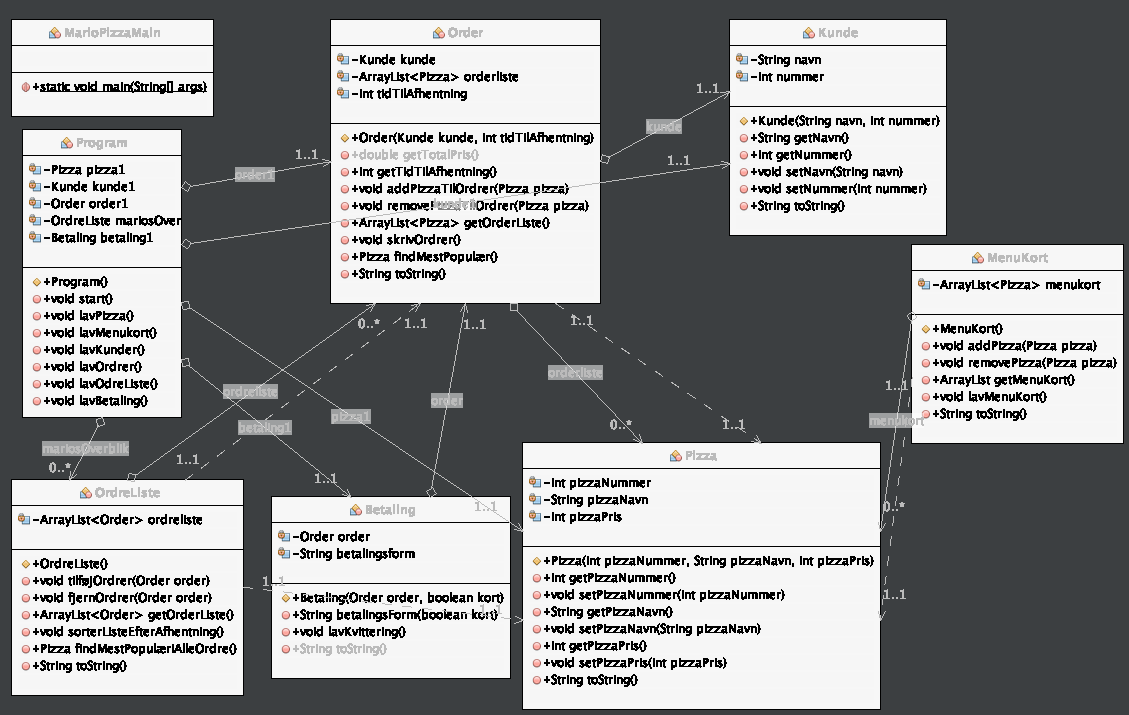 MarioPizzaMain
+static void main(String[] args)
Program
-Pizza pizza1
-Kunde kunde1
-Order order1
-OrdreListe mariosOver
-Betaling betaling1
+Program()
+void start()
+void lavPizza()
+void lavMenukort()
+void lavKunder()
+void lavOrdrer()
+void lavOdreListe()
+void lavBetaling()
Order
-Kunde kunde
-ArrayList<Pizza> orderliste
-int tidTilAfhentning
+Order(Kunde kunde, int tidTilAfhentning)
+double getTotalPris()
+int getTidTilAfhentning()
+void addPizzaTilOrdrer(Pizza pizza)
+void removePizzaTilOrdrer(Pizza pizza)
+ArrayList<Pizza> getOrderListe()
+void skrivOrdrer()
+Pizza findMestPopulær()
+String toString()
Kunde
-String navn
-int nummer
+Kunde(String navn, int nummer)
+String getNavn()
+int getNummer()
+void setNavn(String navn)
+void setNummer(int nummer)
+String toString()
MenuKort
-ArrayList<Pizza> menukort
+MenuKort()
+void addPizza(Pizza pizza)
+void removePizza(Pizza pizza)
+ArrayList getMenuKort()
+void lavMenuKort()
+String toString()
order1
1..1
kunde
1..1
kunde1
1..1
0..*
1..1
1..1
1..1
ordreliste
betaling1
pizza1
order
orderliste
0..*
1..1
1..1
menukort
0..*
1..1
mariosOverblik
0..*
1..1
1..1
1..1
1..1
1..1
OrdreListe
-ArrayList<Order> ordreliste
+OrdreListe()
+void tilføjOrdrer(Order order)
+void fjernOrdrer(Order order)
+ArrayList<Order> getOrderListe()
+void sorterListeEfterAfhentning()
+Pizza findMestPopulæriAlleOrdre()
+String toString()
Betaling
-Order order
-String betalingsform
+Betaling(Order order, boolean kort)
+String betalingsForm(boolean kort)
+void lavKvittering()
+String toString()
Pizza
-int pizzaNummer
-String pizzaNavn
-int pizzaPris
+Pizza(int pizzaNummer, String pizzaNavn, int pizzaPris)
+int getPizzaNummer()
+void setPizzaNummer(int pizzaNummer)
+String getPizzaNavn()
+void setPizzaNavn(String pizzaNavn)
+int getPizzaPris()
+void setPizzaPris(int pizzaPris)
+String toString()